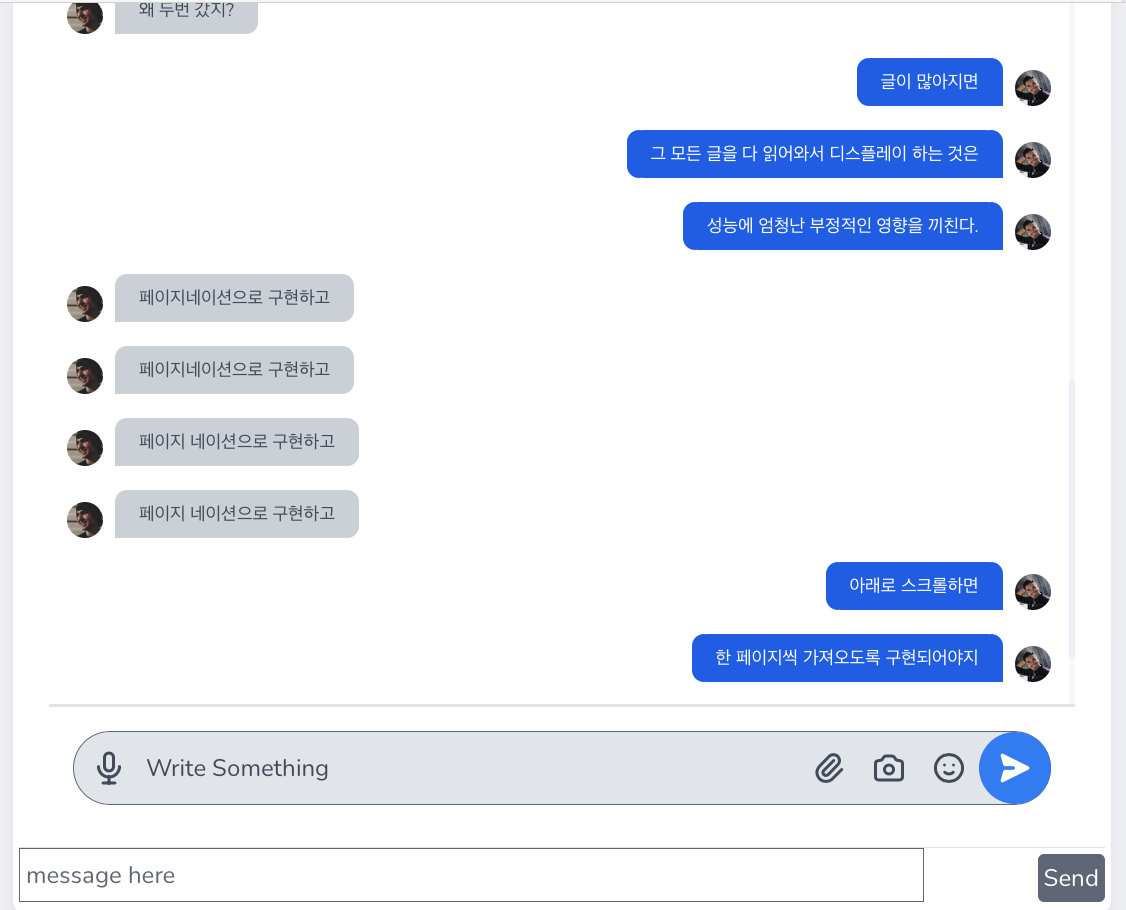 왜 두번 갔지?
글이 많아지면
그 모든 글을 다 읽어와서 디스플레이 하는 것은
성능에 엄청난 부정적인 영향을 끼친다.
페이지네이션으로 구현하고
페이지네이션으로 구현하고
페이지 네이션으로 구현하고
페이지 네이션으로 구현하고
아래로 스크롤하면
한 페이지씩 가져오도록 구현되어야지
Write Something
message here
Send